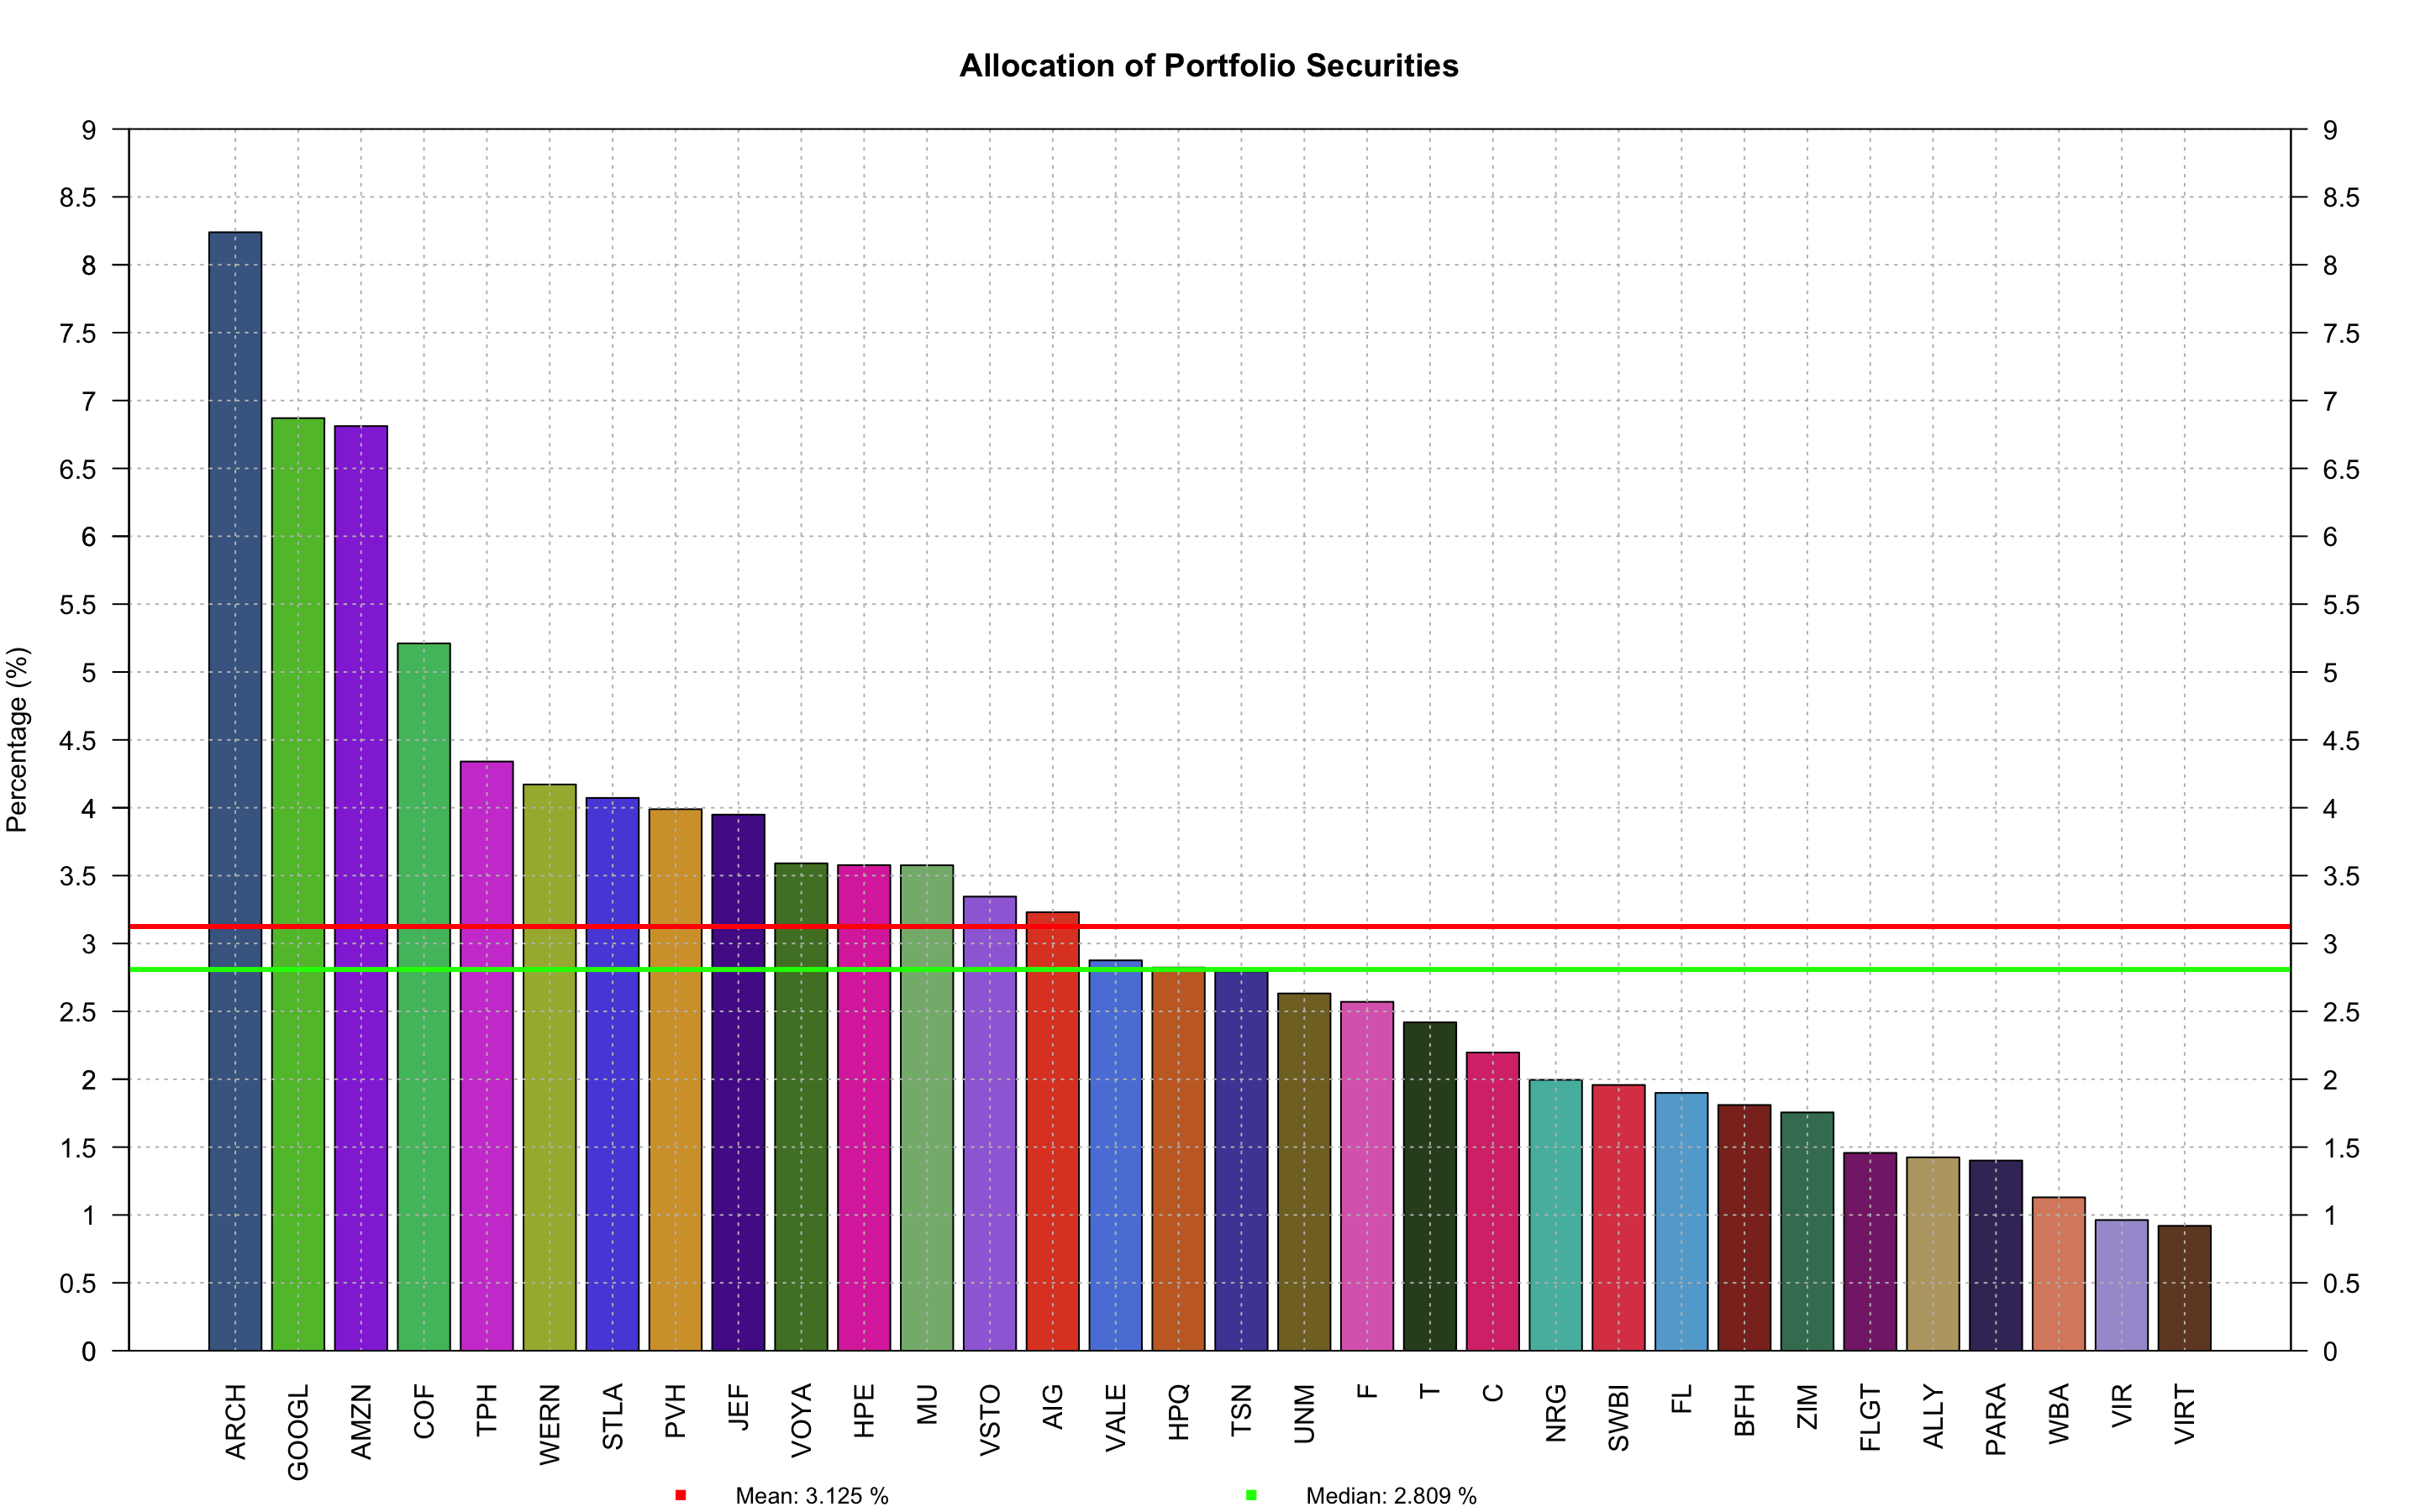 Allocation of Portfolio Securities
Percentage (%)
9
8.5
8
7.5
7
6.5
6
5.5
5
4.5
4
3.5
3
2.5
2
1.5
1
0.5
0
9
8.5
8
7.5
7
6.5
6
5.5
5
4.5
4
3.5
3
2.5
2
1.5
1
0.5
0
ARCH
GOOGL
AMZN
COF
TPH
WERN
STLA
PVH
JEF
VOYA
HPE
MU
VSTO
AIG
VALE
HPQ
TSN
UNM
F
T
C
NRG
SWBI
FL
BFH
ZIM
FLGT
ALLY
PARA
WBA
VIR
VIRT
Mean: 3.125 %
Median: 2.809 %